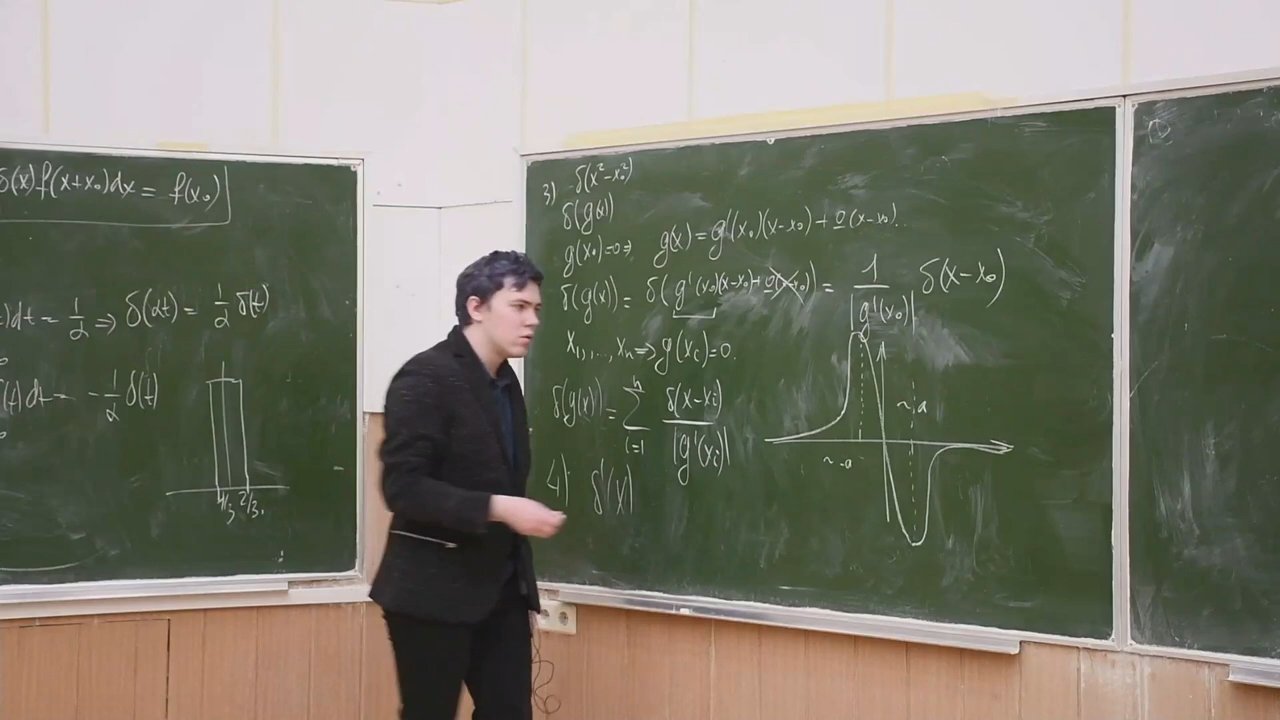 δ(x) f(x+x₀)dx = f(x₀)
)dt = 1/2 ⇒ δ(2t) = 1/2 δ(t)
(t)dt = -1/2 δ(t)
1/3 2/3
3) δ(x²-x₀²)
δ(g(x))
g(x₀)=0 ⇒ g(x) = g'(x₀)(x-x₀) + o(x-x₀).
δ(g(x)) = δ(g'(x₀)(x-x₀)+o(x-x₀)) = 1/|g'(x₀)| δ(x-x₀)
x₁, ..., xₙ ⇒ g(xᵢ)=0.
δ(g(x)) = Σᵢ₌₁ⁿ δ(x-xᵢ)/|g'(xᵢ)|
~ a
~ -a
4) δ'(x)